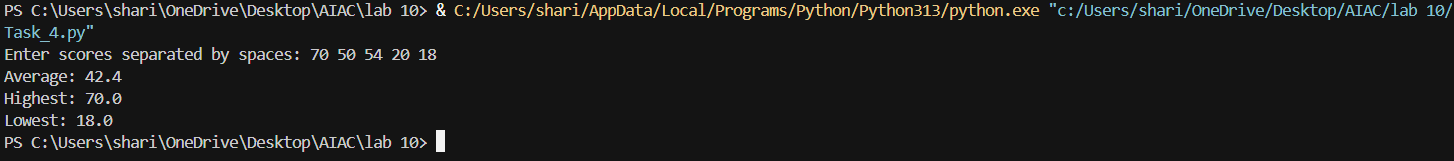 PS C:\Users\shari\OneDrive\Desktop\AIAC\lab 10> & C:/Users/shari/AppData/Local/Programs/Python/Python313/python.exe "c:/Users/shari/OneDrive/Desktop/AIAC/lab 10/
Task_4.py"
Enter scores separated by spaces: 70 50 54 20 18
Average: 42.4
Highest: 70.0
Lowest: 18.0
PS C:\Users\shari\OneDrive\Desktop\AIAC\lab 10>